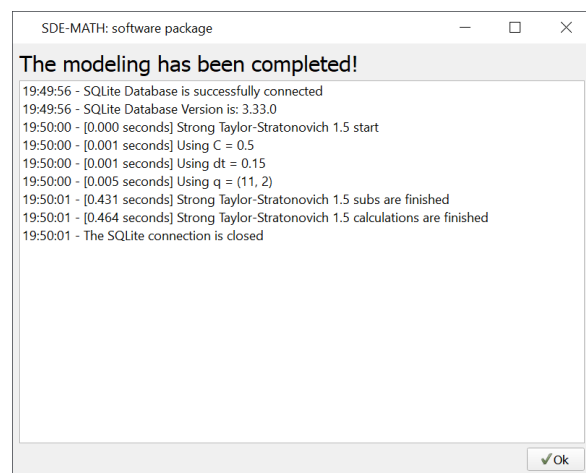 SDE-MATH: software package
The modeling has been completed!
19:49:56 - SQLite Database is successfully connected
19:49:56 - SQLite Database Version is: 3.33.0
19:50:00 - [0.000 seconds] Strong Taylor-Stratonovich 1.5 start
19:50:00 - [0.001 seconds] Using C = 0.5
19:50:00 - [0.001 seconds] Using dt = 0.15
19:50:00 - [0.005 seconds] Using q = (11, 2)
19:50:01 - [0.431 seconds] Strong Taylor-Stratonovich 1.5 subs are finished
19:50:01 - [0.464 seconds] Strong Taylor-Stratonovich 1.5 calculations are finished
19:50:01 - The SQLite connection is closed
Ok